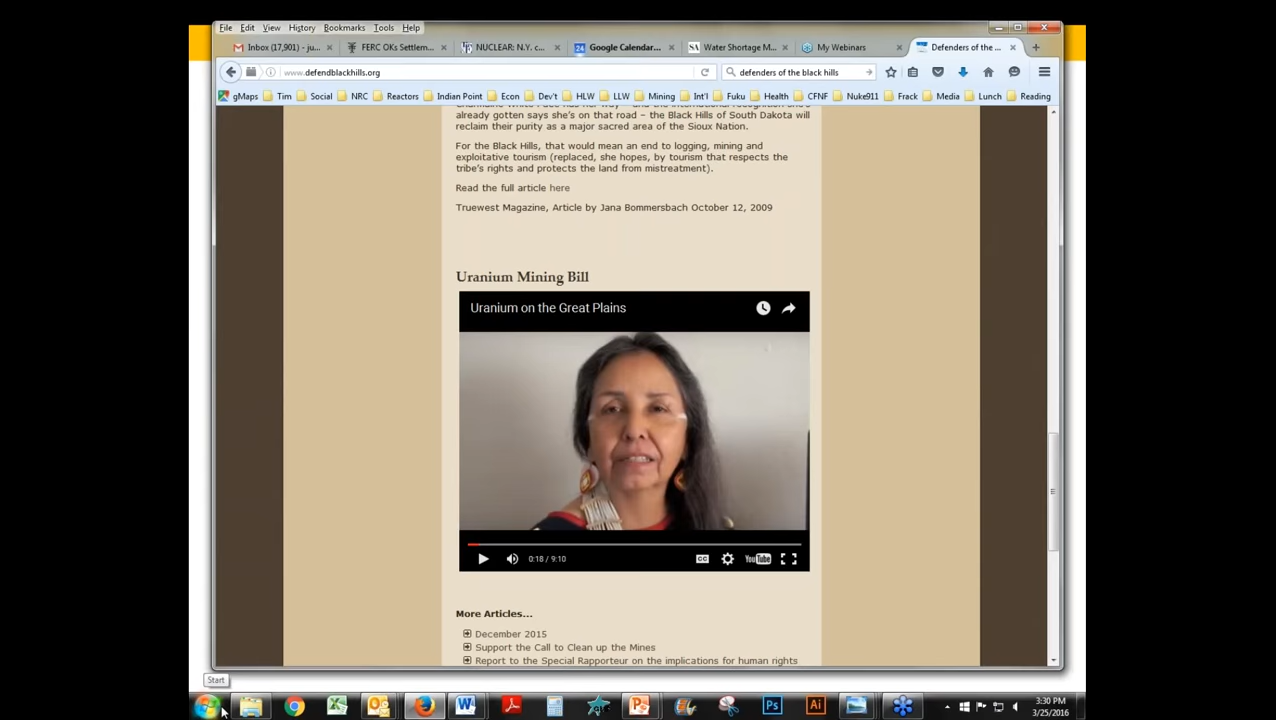 File Edit View History Bookmarks Tools Help
Inbox (17,901) - ju... FERC OKs Settlem... NUCLEAR: N.Y. c... Google Calendar... Water Shortage M... My Webinars Defenders of the ...
www.defendblackhills.org defenders of the black hills
gMaps Tim Social NRC Reactors Indian Point Econ Dev't HLW LLW Mining Int'l Fuku Health CFNF Nuke911 Frack Media Lunch Reading
already gotten says she's on that road – the Black Hills of South Dakota will
reclaim their purity as a major sacred area of the Sioux Nation.
For the Black Hills, that would mean an end to logging, mining and
exploitative tourism (replaced, she hopes, by tourism that respects the
tribe's rights and protects the land from mistreatment).
Read the full article here
Truewest Magazine, Article by Jana Bommersbach October 12, 2009
Uranium Mining Bill
Uranium on the Great Plains
0:18 / 9:10 CC YouTube
More Articles...
December 2015
Support the Call to Clean up the Mines
Report to the Special Rapporteur on the implications for human rights
Start
3:30 PM
3/25/2016